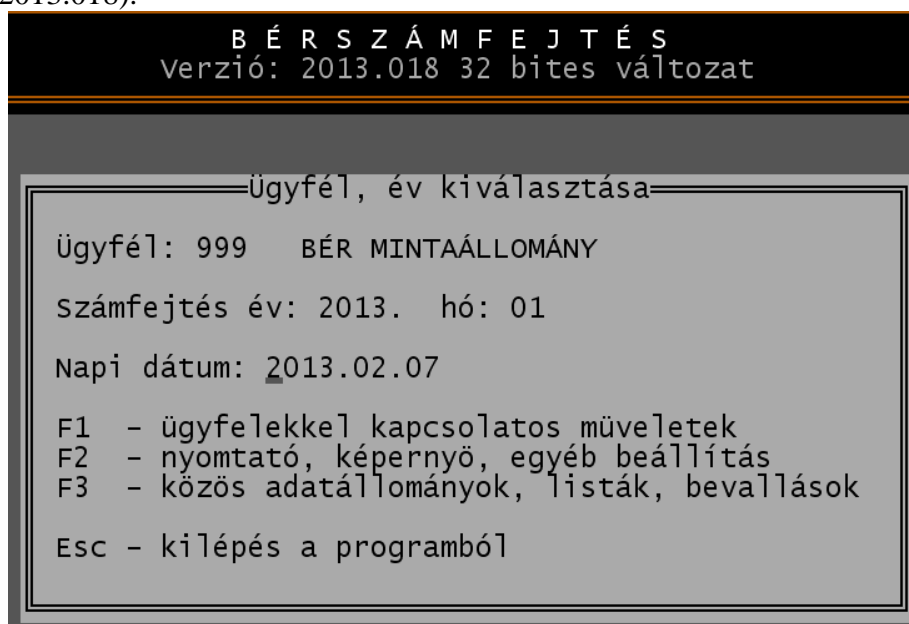 2013.018).
B É R S Z Á M F E J T É S
Verzió: 2013.018 32 bites változat
Ügyfél, év kiválasztása
Ügyfél: 999 BÉR MINTAÁLLOMÁNY
Számfejtés év: 2013. hó: 01
Napi dátum: 2013.02.07
F1 – ügyfelekkel kapcsolatos müveletek
F2 – nyomtató, képernyö, egyéb beállítás
F3 – közös adatállományok, listák, bevallások
Esc – kilépés a programból